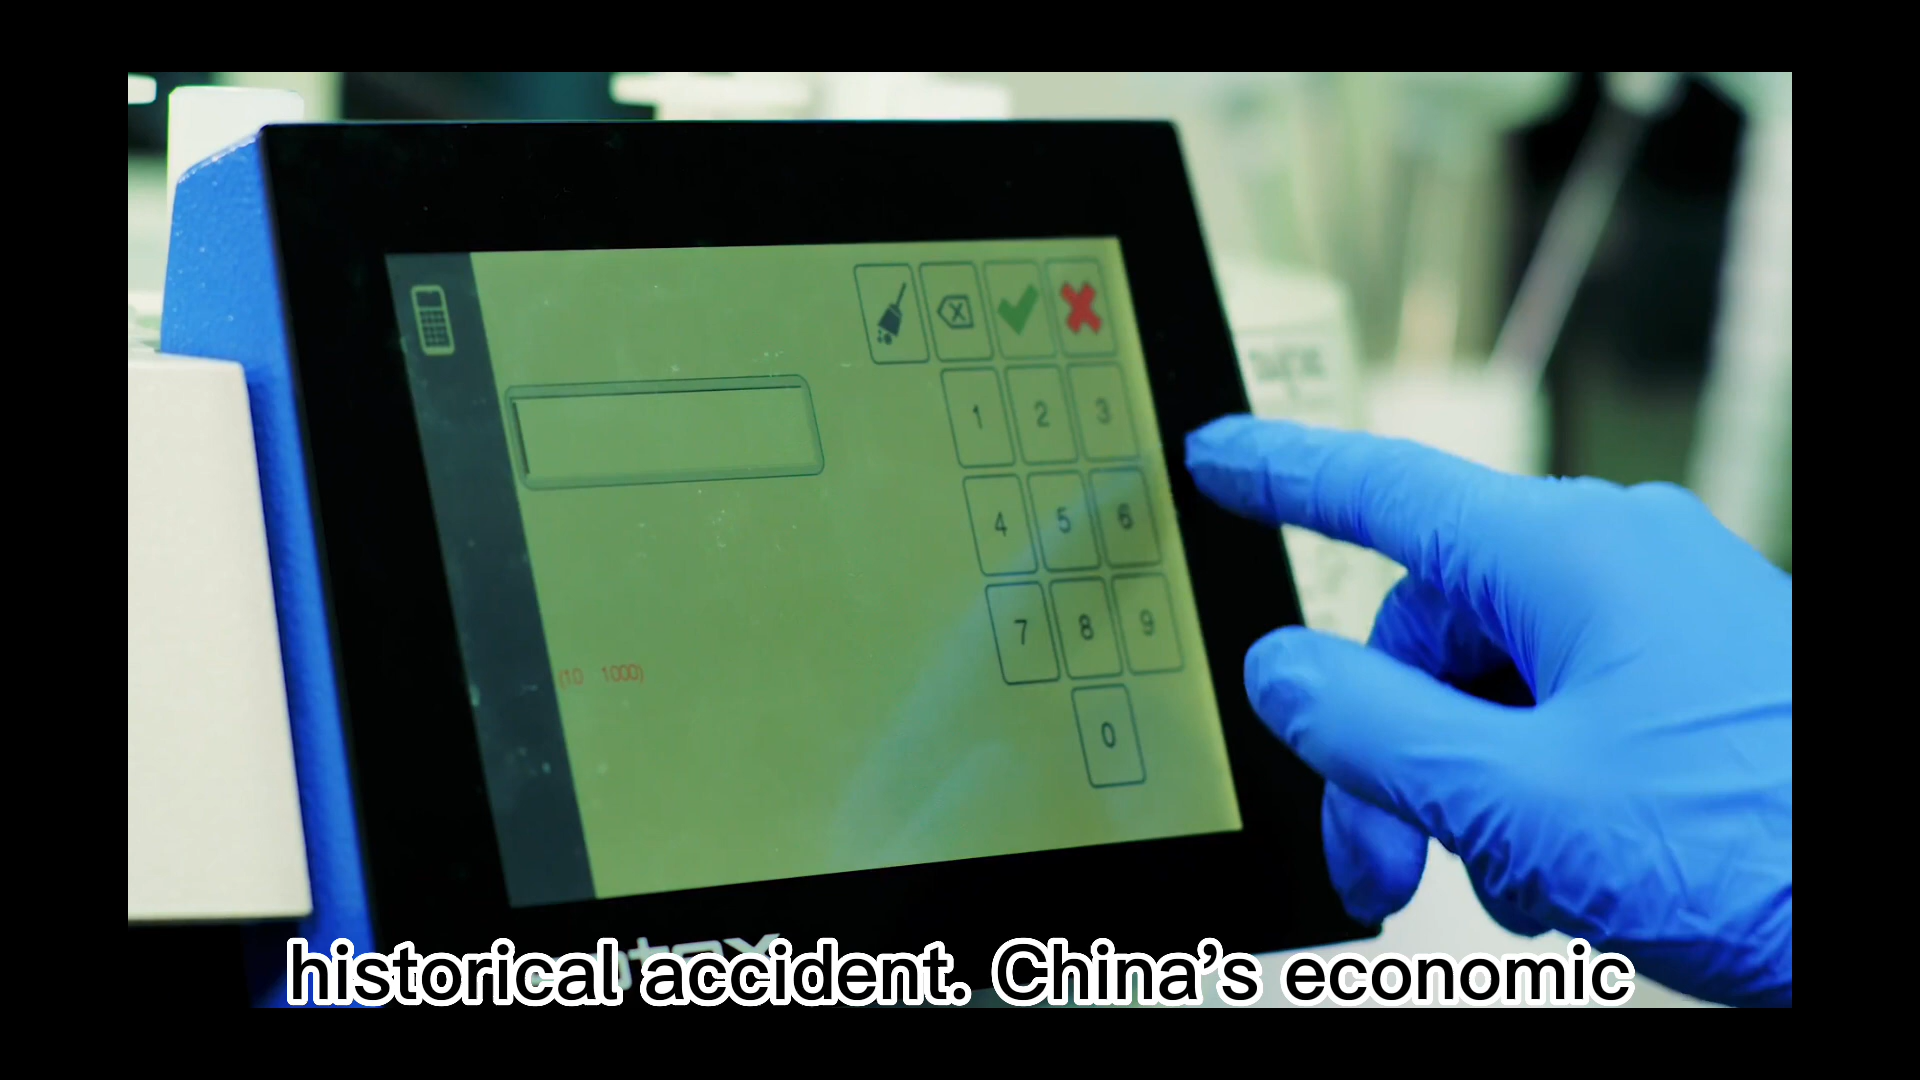 1 2 3
4 5 6
7 8 9
(10 1000)
0
historical accident. China’s economic